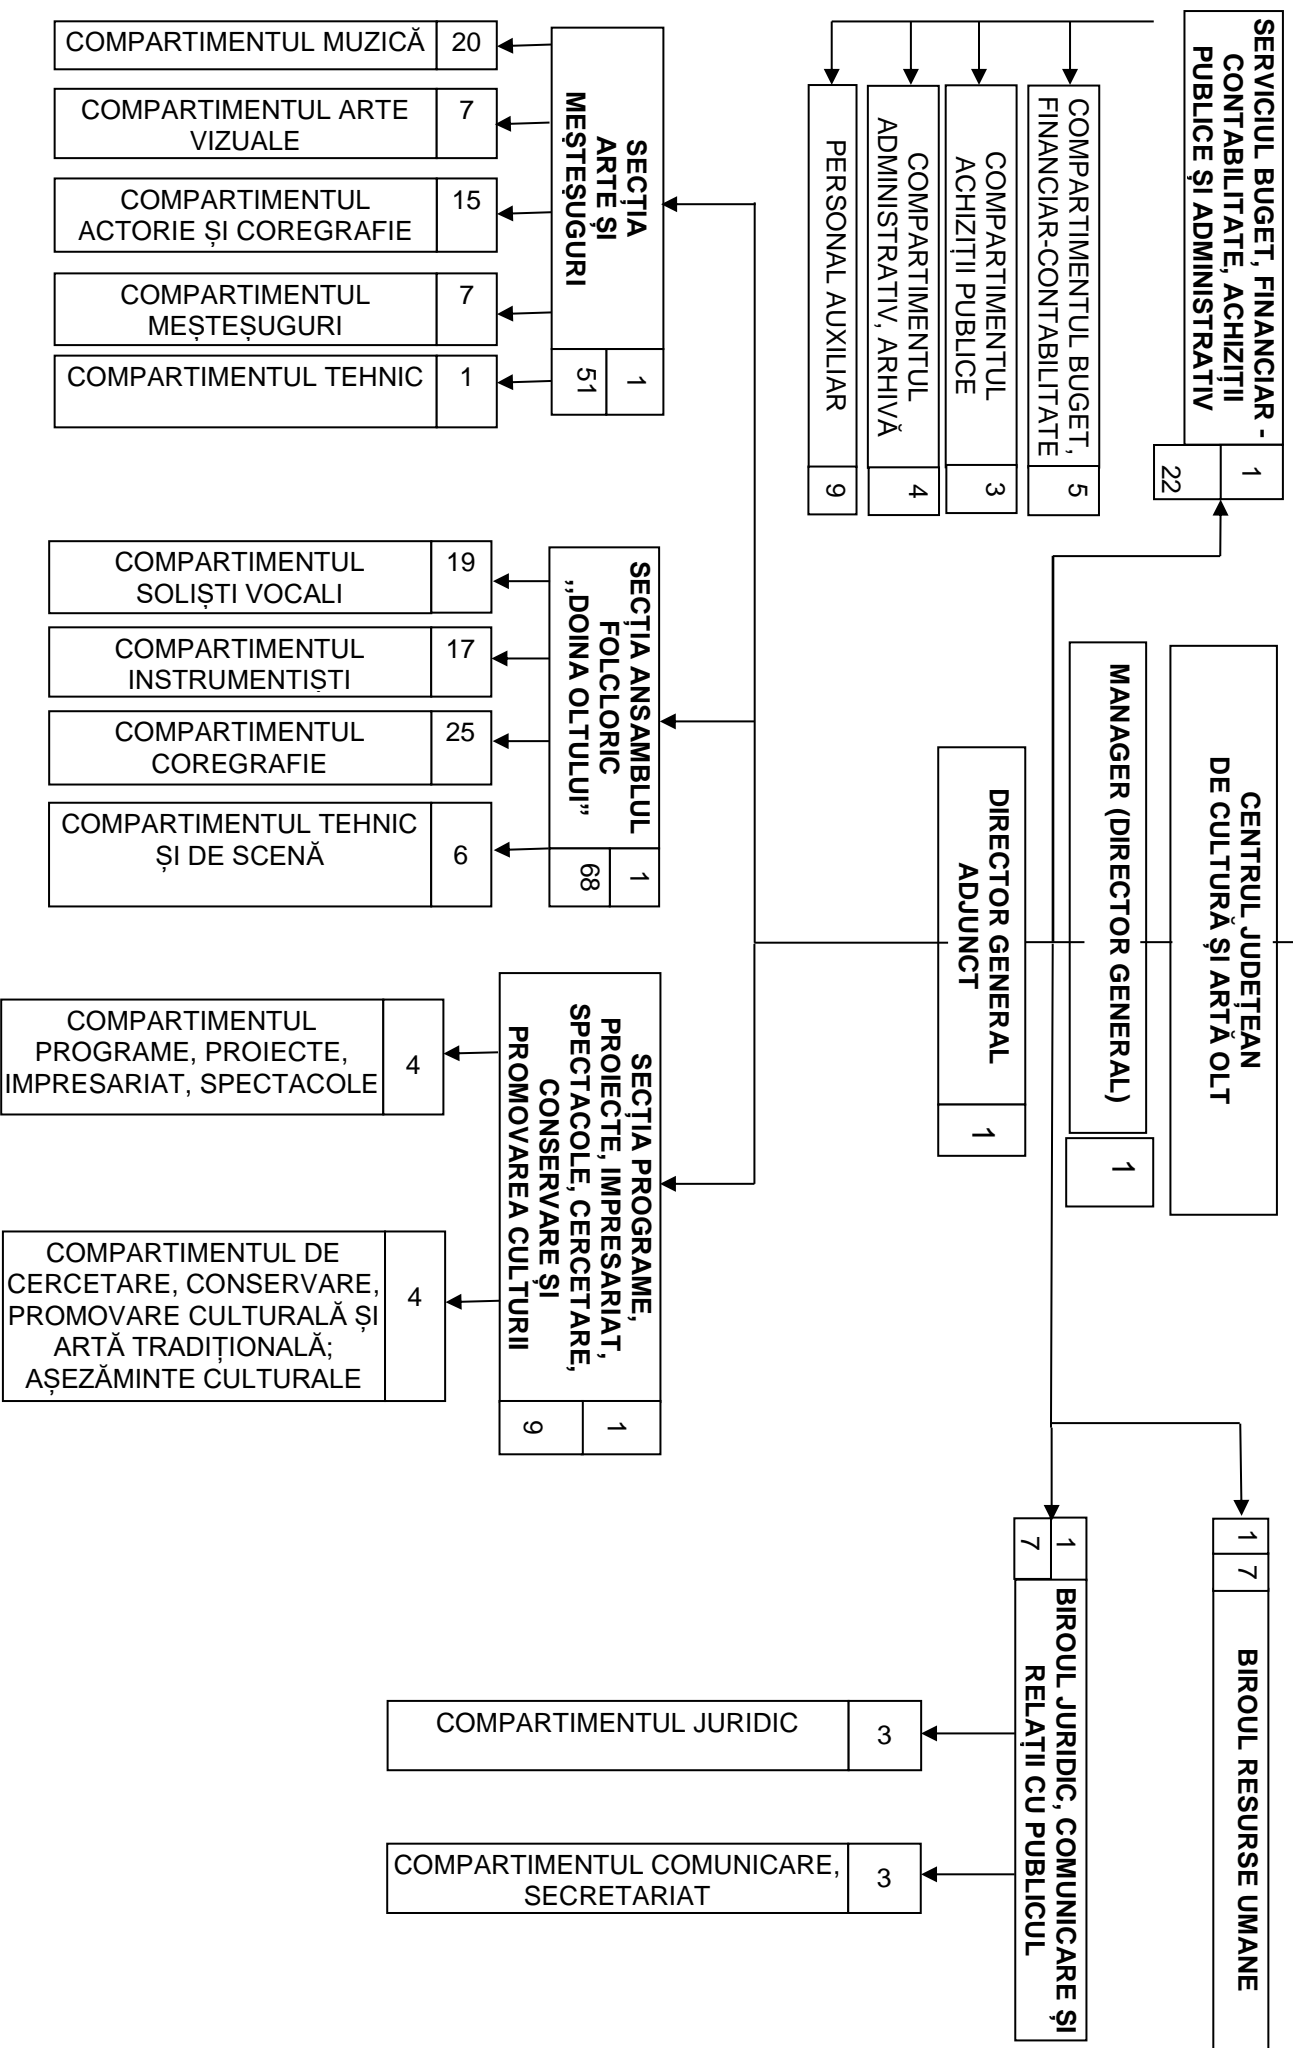 CENTRUL JUDEȚEAN
DE CULTURĂ ȘI ARTĂ OLT
MANAGER (DIRECTOR GENERAL)
1
DIRECTOR GENERAL
ADJUNCT
1
SERVICIUL BUGET, FINANCIAR -
CONTABILITATE, ACHIZIȚII
PUBLICE ȘI ADMINISTRATIV
1
22
COMPARTIMENTUL BUGET,
FINANCIAR-CONTABILITATE
5
COMPARTIMENTUL
ACHIZIȚII PUBLICE
3
COMPARTIMENTUL
ADMINISTRATIV, ARHIVĂ
4
PERSONAL AUXILIAR
9
1
7
BIROUL RESURSE UMANE
1
7
BIROUL JURIDIC, COMUNICARE ȘI
RELAȚII CU PUBLICUL
COMPARTIMENTUL JURIDIC
3
COMPARTIMENTUL COMUNICARE,
SECRETARIAT
3
SECȚIA
ARTE ȘI
MEȘTEȘUGURI
1
51
COMPARTIMENTUL MUZICĂ
20
COMPARTIMENTUL ARTE
VIZUALE
7
COMPARTIMENTUL
ACTORIE ȘI COREGRAFIE
15
COMPARTIMENTUL
MEȘTEȘUGURI
7
COMPARTIMENTUL TEHNIC
1
SECȚIA ANSAMBLUL
FOLCLORIC
,,DOINA OLTULUI”
1
68
COMPARTIMENTUL
SOLIȘTI VOCALI
19
COMPARTIMENTUL
INSTRUMENTIȘTI
17
COMPARTIMENTUL
COREGRAFIE
25
COMPARTIMENTUL TEHNIC
ȘI DE SCENĂ
6
SECȚIA PROGRAME,
PROIECTE, IMPRESARIAT,
SPECTACOLE, CERCETARE,
CONSERVARE ȘI
PROMOVAREA CULTURII
1
9
COMPARTIMENTUL
PROGRAME, PROIECTE,
IMPRESARIAT, SPECTACOLE
4
COMPARTIMENTUL DE
CERCETARE, CONSERVARE,
PROMOVARE CULTURALĂ ȘI
ARTĂ TRADIȚIONALĂ;
AȘEZĂMINTE CULTURALE
4